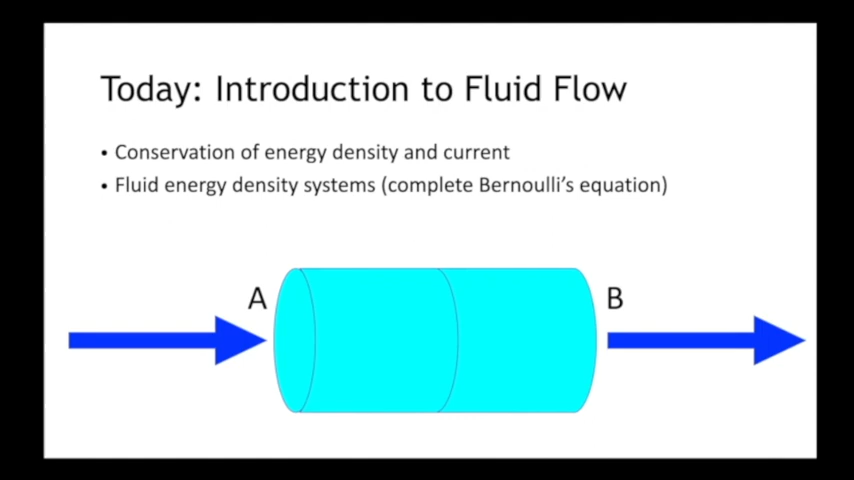 Today: Introduction to Fluid Flow
• Conservation of energy density and current
• Fluid energy density systems (complete Bernoulli’s equation)
A
B